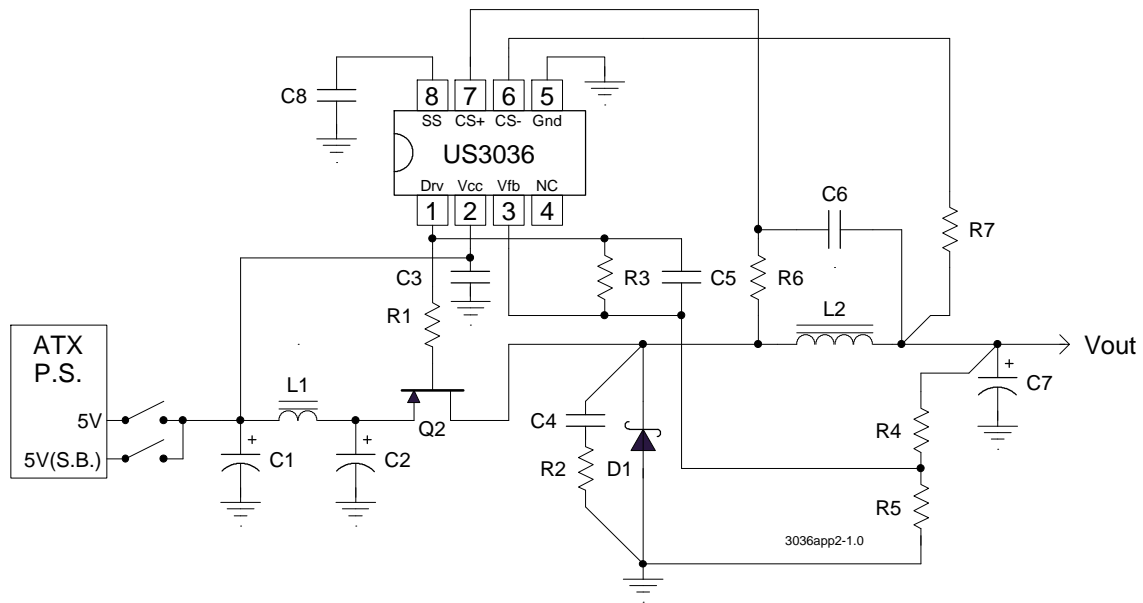 C8
8 7 6 5
SS CS+ CS- Gnd
US3036
Drv Vcc Vfb NC
1 2 3 4
C6
R7
C3
R3
C5
R6
R1
L2
ATX
P.S.
Vout
L1
+
C7
5V
Q2
C4
R4
5V(S.B.)
+
C1
+
C2
R2
D1
R5
3036app2-1.0